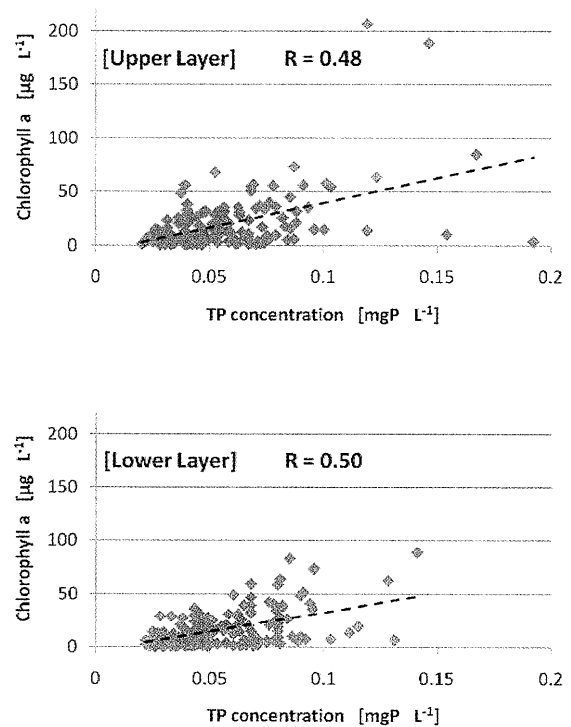 200
[Upper Layer] R = 0.48
150
100
50
0
Chlorophyll a [µg L-1]
0 0.05 0.1 0.15 0.2
TP concentration [mgP L-1]
200
[Lower Layer] R = 0.50
150
100
50
0
Chlorophyll a [µg L-1]
0 0.05 0.1 0.15 0.2
TP concentration [mgP L-1]